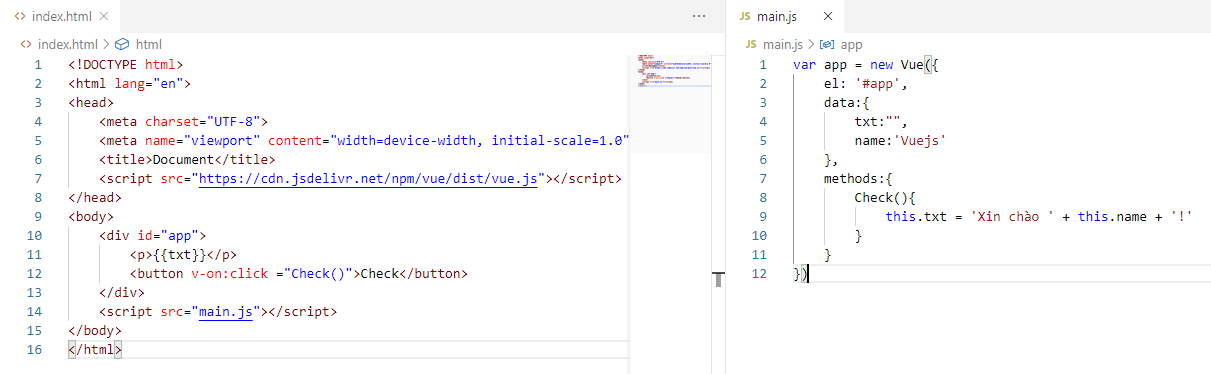 index.html
index.html > html
1 <!DOCTYPE html>
2 <html lang="en">
3 <head>
4 <meta charset="UTF-8">
5 <meta name="viewport" content="width=device-width, initial-scale=1.0"
6 <title>Document</title>
7 <script src="https://cdn.jsdelivr.net/npm/vue/dist/vue.js"></script>
8 </head>
9 <body>
10 <div id="app">
11 <p>{{txt}}</p>
12 <button v-on:click ="Check()">Check</button>
13 </div>
14 <script src="main.js"></script>
15 </body>
16 </html>
JS main.js
JS main.js > app
1 var app = new Vue({
2 el: '#app',
3 data:{
4 txt:"",
5 name:'Vuejs'
6 },
7 methods:{
8 Check(){
9 this.txt = 'Xin chào ' + this.name + '!'
10 }
11 }
12 })